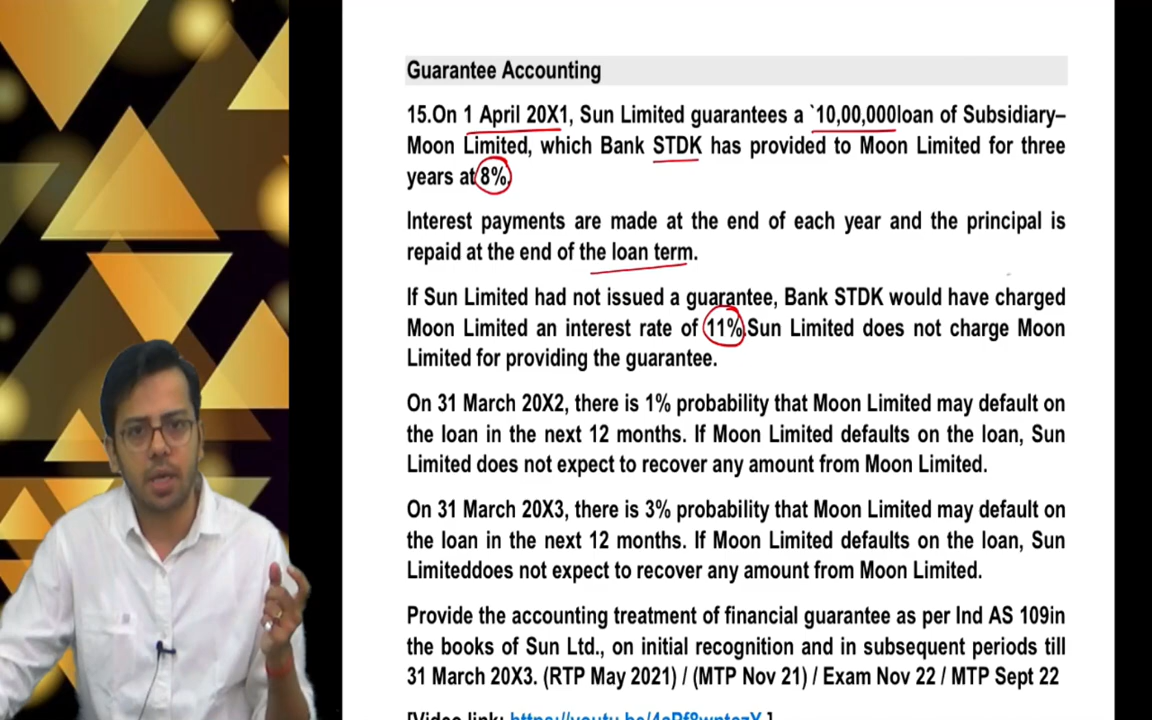 Guarantee Accounting
15.On 1 April 20X1, Sun Limited guarantees a `10,00,000loan of Subsidiary–
Moon Limited, which Bank STDK has provided to Moon Limited for three
years at 8%.
Interest payments are made at the end of each year and the principal is
repaid at the end of the loan term.
If Sun Limited had not issued a guarantee, Bank STDK would have charged
Moon Limited an interest rate of 11%.Sun Limited does not charge Moon
Limited for providing the guarantee.
On 31 March 20X2, there is 1% probability that Moon Limited may default on
the loan in the next 12 months. If Moon Limited defaults on the loan, Sun
Limited does not expect to recover any amount from Moon Limited.
On 31 March 20X3, there is 3% probability that Moon Limited may default on
the loan in the next 12 months. If Moon Limited defaults on the loan, Sun
Limiteddoes not expect to recover any amount from Moon Limited.
Provide the accounting treatment of financial guarantee as per Ind AS 109in
the books of Sun Ltd., on initial recognition and in subsequent periods till
31 March 20X3. (RTP May 2021) / (MTP Nov 21) / Exam Nov 22 / MTP Sept 22
[Video link: